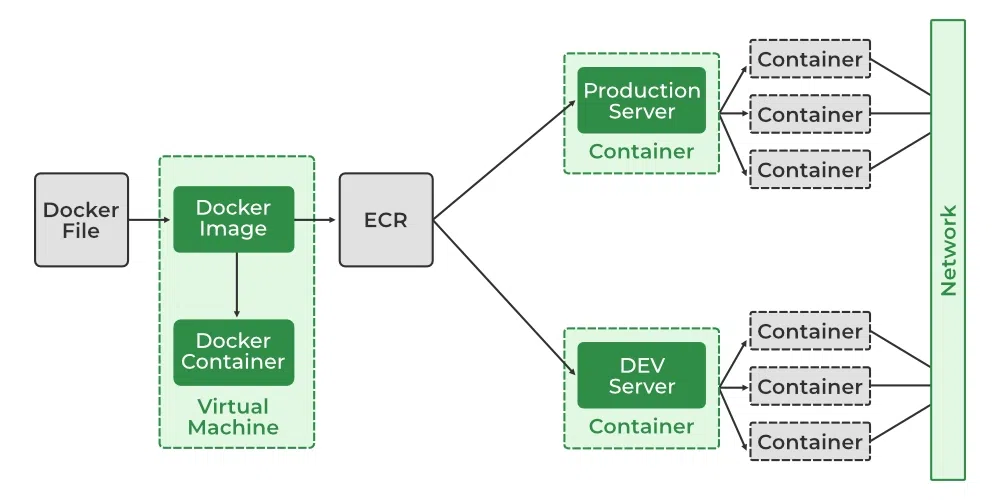 Docker
File
Docker
Image
Docker
Container
Virtual
Machine
ECR
Production
Server
Container
Container
Container
Container
DEV
Server
Container
Container
Container
Container
Network